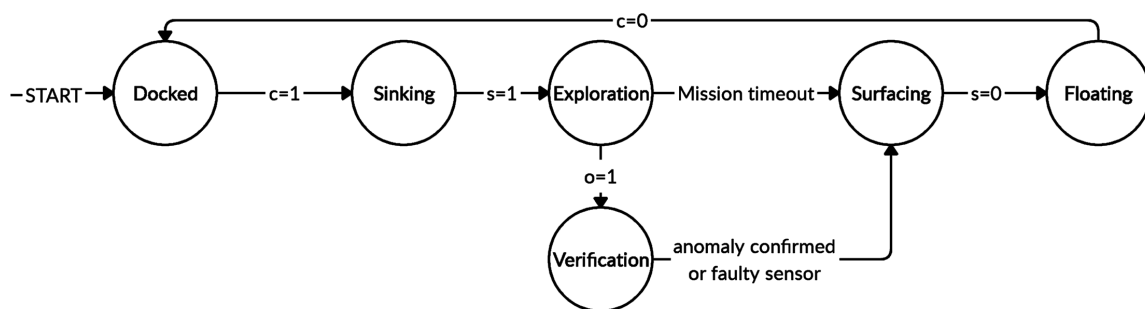 c=0
START
Docked
c=1
Sinking
s=1
Exploration
Mission timeout
Surfacing
s=0
Floating
o=1
Verification
anomaly confirmed
or faulty sensor